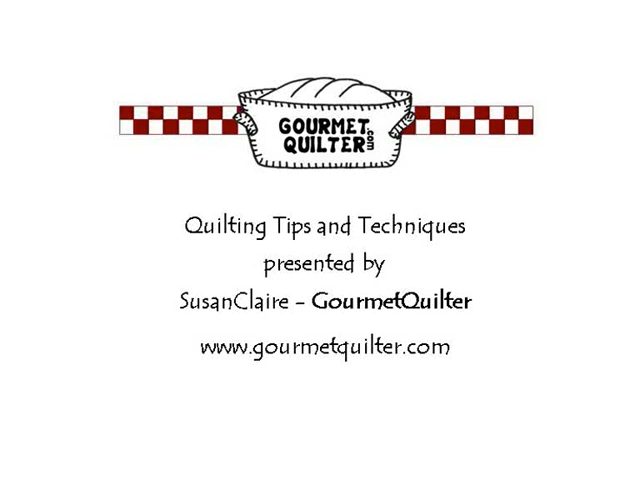 GOURMET
QUILTER.com
Quilting Tips and Techniques
presented by
SusanClaire - GourmetQuilter
www.gourmetquilter.com